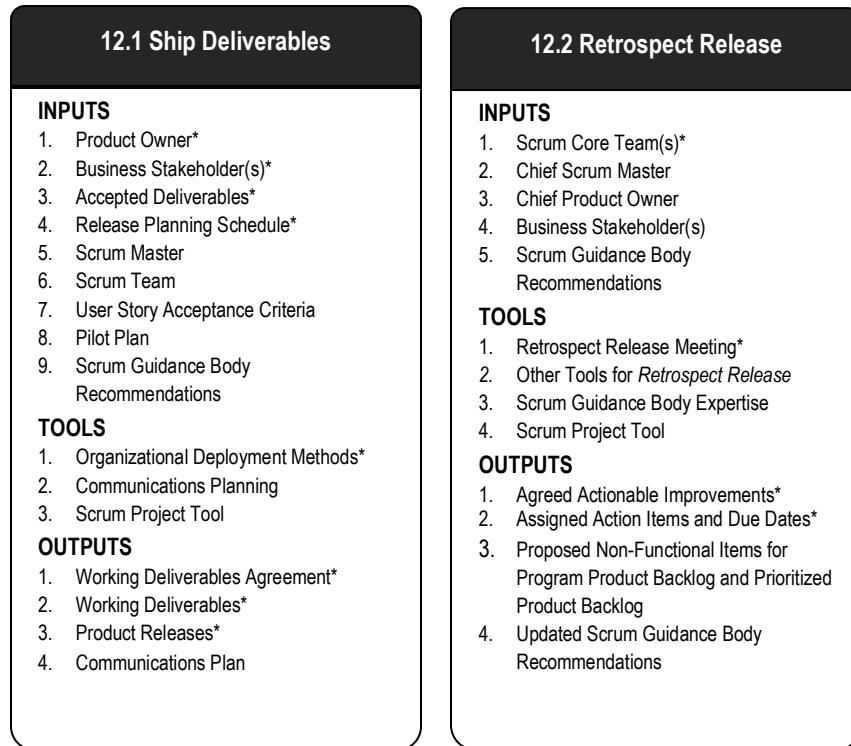 12.1 Ship Deliverables
INPUTS
1. Product Owner*
2. Business Stakeholder(s)*
3. Accepted Deliverables*
4. Release Planning Schedule*
5. Scrum Master
6. Scrum Team
7. User Story Acceptance Criteria
8. Pilot Plan
9. Scrum Guidance Body
Recommendations
TOOLS
1. Organizational Deployment Methods*
2. Communications Planning
3. Scrum Project Tool
OUTPUTS
1. Working Deliverables Agreement*
2. Working Deliverables*
3. Product Releases*
4. Communications Plan
12.2 Retrospect Release
INPUTS
1. Scrum Core Team(s)*
2. Chief Scrum Master
3. Chief Product Owner
4. Business Stakeholder(s)
5. Scrum Guidance Body
Recommendations
TOOLS
1. Retrospect Release Meeting*
2. Other Tools for Retrospect Release
3. Scrum Guidance Body Expertise
4. Scrum Project Tool
OUTPUTS
1. Agreed Actionable Improvements*
2. Assigned Action Items and Due Dates*
3. Proposed Non-Functional Items for
Program Product Backlog and Prioritized
Product Backlog
4. Updated Scrum Guidance Body
Recommendations